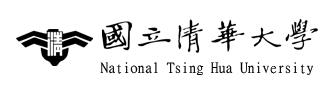 國立清華大學
National Tsing Hua University